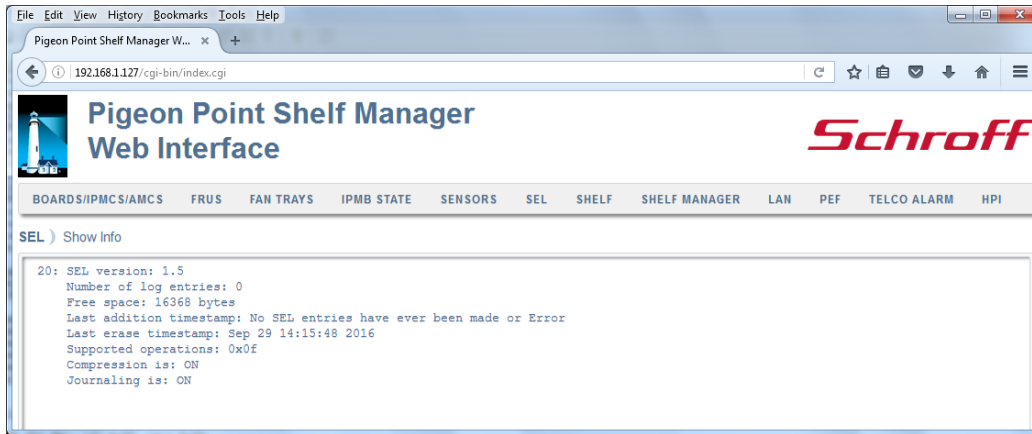 File Edit View History Bookmarks Tools Help
Pigeon Point Shelf Manager W... × +
192.168.1.127/cgi-bin/index.cgi
Pigeon Point Shelf Manager
Web Interface
Schroff
BOARDS/IPMCS/AMCS FRUS FAN TRAYS IPMB STATE SENSORS SEL SHELF SHELF MANAGER LAN PEF TELCO ALARM HPI
SEL ) Show Info
20: SEL version: 1.5
Number of log entries: 0
Free space: 16368 bytes
Last addition timestamp: No SEL entries have ever been made or Error
Last erase timestamp: Sep 29 14:15:48 2016
Supported operations: 0x0f
Compression is: ON
Journaling is: ON